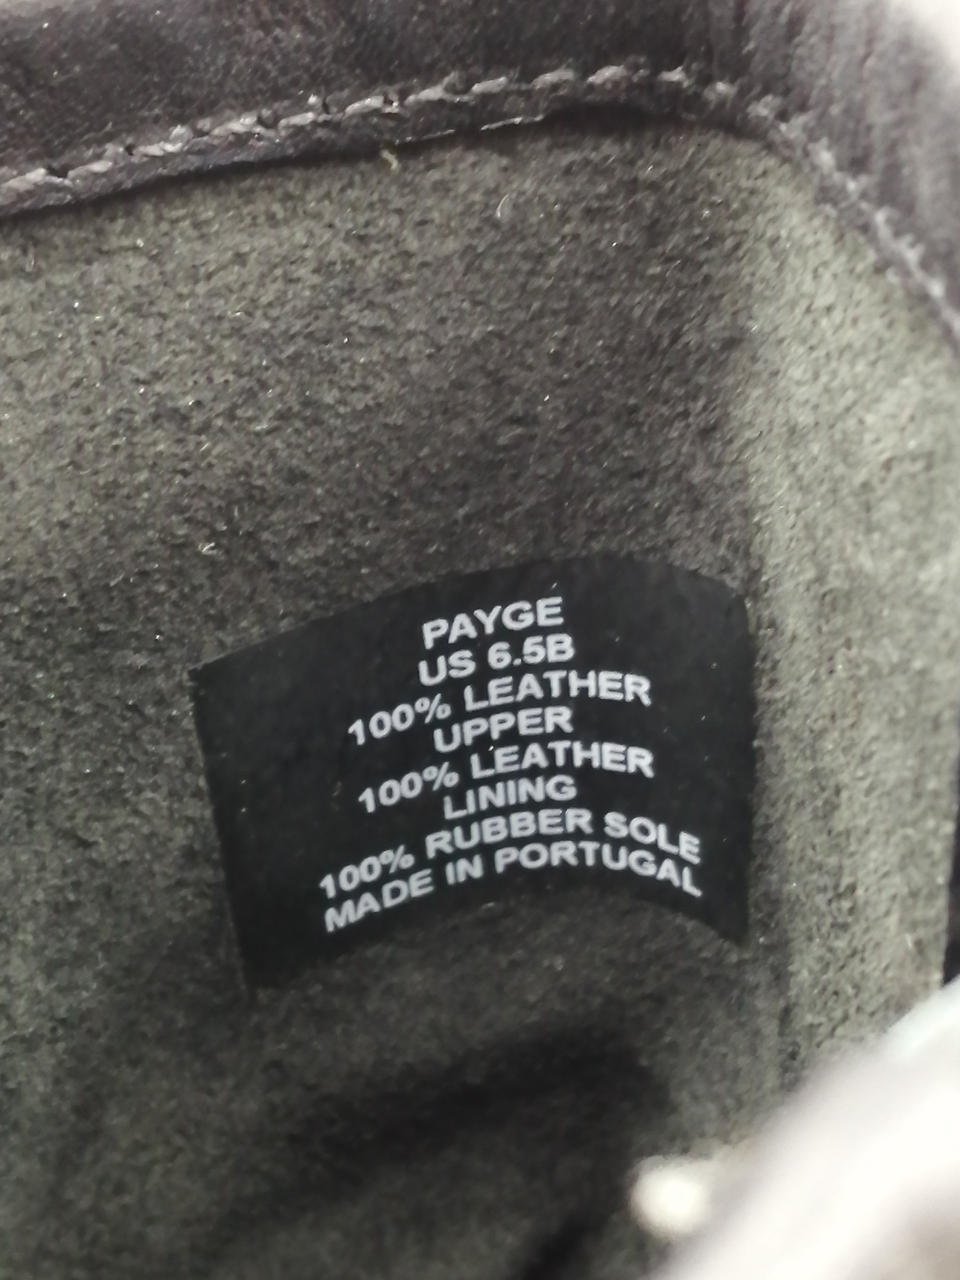 PAYGE
US 6.5B
100% LEATHER
UPPER
100% LEATHER
LINING
100% RUBBER SOLE
MADE IN PORTUGAL